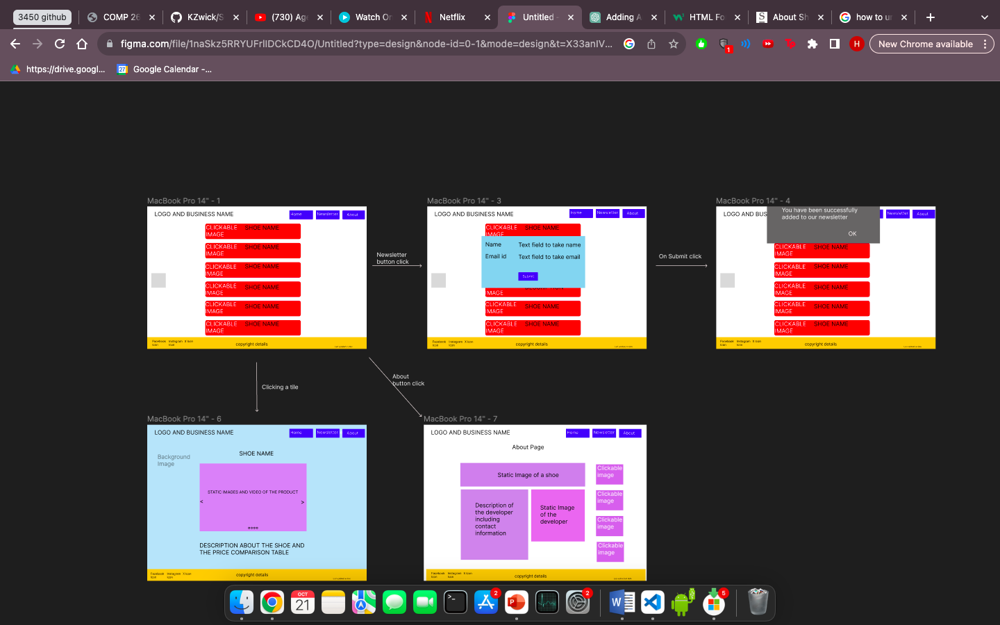 3450 github
COMP 26
KZwick/S
(730) Age
Watch On
Netflix
Untitled -
Adding A
HTML Fo
About Sh
how to u
figma.com/file/1naSkz5RRYUFrlIDCkCD4O/Untitled?type=design&node-id=0-1&mode=design&t=X33anIV...
1
H
New Chrome available
https://drive.googl...
27
Google Calendar -...
MacBook Pro 14" - 1
LOGO AND BUSINESS NAME
Home
Newsletter
About
CLICKABLE IMAGE
SHOE NAME
CLICKABLE IMAGE
SHOE NAME
CLICKABLE IMAGE
SHOE NAME
CLICKABLE IMAGE
SHOE NAME
CLICKABLE IMAGE
SHOE NAME
CLICKABLE IMAGE
SHOE NAME
Facebook Icon
Instagram Icon
X Icon
copyright details
Newsletter
button click
MacBook Pro 14" - 3
LOGO AND BUSINESS NAME
Home
Newsletter
About
CLICKABLE IMAGE
SHOE NAME
Name
Text field to take name
Email id
Text field to take email
Submit
IMAGE
CLICKABLE IMAGE
SHOE NAME
CLICKABLE IMAGE
SHOE NAME
Facebook Icon
Instagram Icon
X Icon
copyright details
On Submit click
MacBook Pro 14" - 4
LOGO AND BUS
You have been successfully
added to our newsletter
OK
Newsletter
About
CLICKABLE IMAGE
SHOE NAME
CLICKABLE IMAGE
SHOE NAME
CLICKABLE IMAGE
SHOE NAME
CLICKABLE IMAGE
SHOE NAME
CLICKABLE IMAGE
SHOE NAME
Facebook Icon
Instagram Icon
X Icon
copyright details
Clicking a tile
About
button click
MacBook Pro 14" - 6
LOGO AND BUSINESS NAME
Home
Newsletter
About
Background
Image
SHOE NAME
STATIC IMAGES AND VIDEO OF THE PRODUCT
<
>
DESCRIPTION ABOUT THE SHOE AND
THE PRICE COMPARISON TABLE
Facebook Icon
Instagram Icon
X Icon
copyright details
MacBook Pro 14" - 7
LOGO AND BUSINESS NAME
Home
Newsletter
About
About Page
Static Image of a shoe
Description of
the developer
including
contact
information
Static Image
of the
developer
Clickable
image
Clickable
image
Clickable
image
Clickable
image
Facebook Icon
Instagram Icon
X Icon
copyright details
OCT
21
2
P
2
W
5